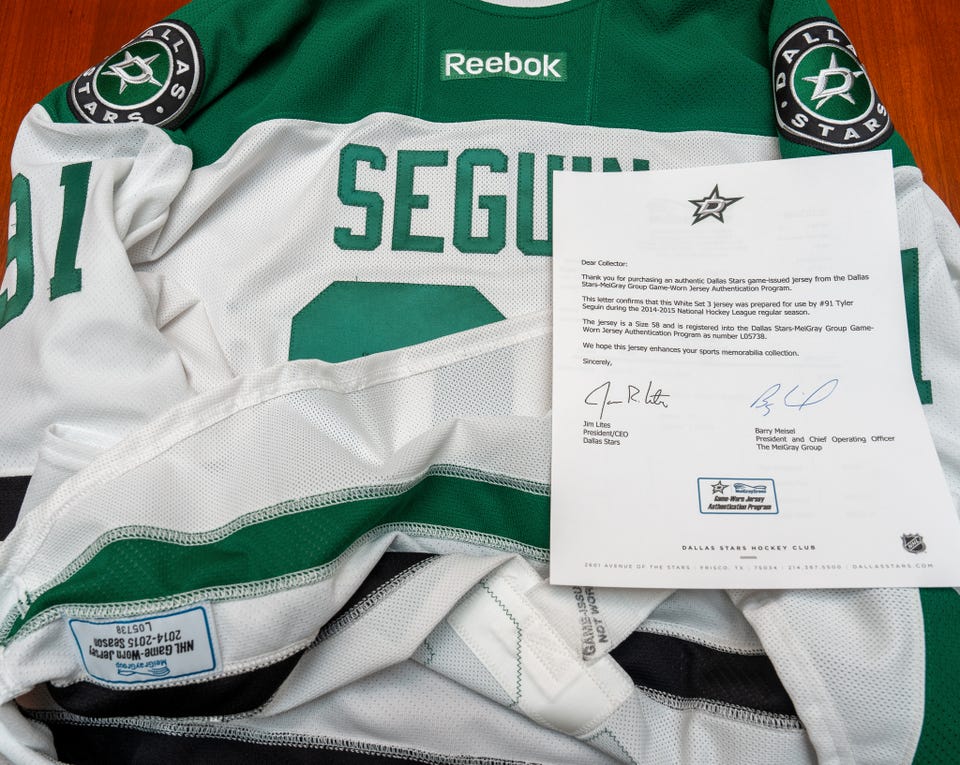 DALLAS STARS
Reebok
DALLAS STARS
SEGUIN
91
Dear Collector:
Thank you for purchasing an authentic Dallas Stars game-issued jersey from the Dallas
Stars-MeiGray Group Game-Worn Jersey Authentication Program.
This letter confirms that this White Set 3 jersey was prepared for use by #91 Tyler
Seguin during the 2014-2015 National Hockey League regular season.
The jersey is a Size 58 and is registered into the Dallas Stars-MeiGray Group Game-
Worn Jersey Authentication Program as number L05738.
We hope this jersey enhances your sports memorabilia collection.
Sincerely,
Jim Lites
President/CEO
Dallas Stars
Barry Meisel
President and Chief Operating Officer
The MeiGray Group
MeiGrayGroup
Game-Worn Jersey
Authentication Program
DALLAS STARS HOCKEY CLUB
2601 AVENUE OF THE STARS | FRISCO, TX | 75034 | 214.387.5500 | DALLASSTARS.COM
MeiGrayGroup
NHL Game-Worn Jersey
2014-2015 Season
L05738
GAME-ISSU
NOT WOR